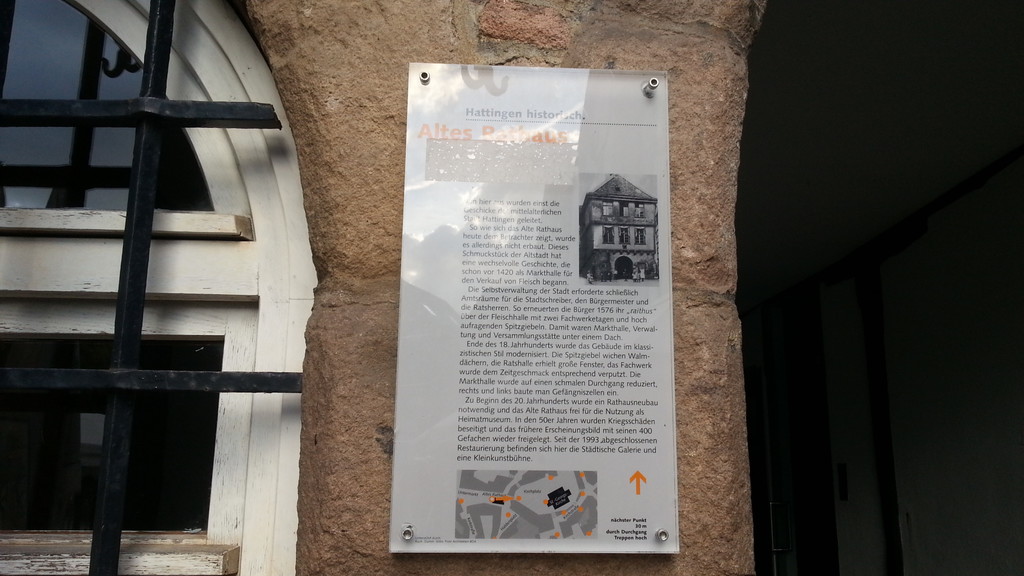 Hattingen historisch.
Altes Rathaus
hier aus wurden einst die
Geschicke der mittelalterlichen
Stadt Hattingen geleitet.
So wie sich das Alte Rathaus
heute dem Betrachter zeigt, wurde
es allerdings nicht erbaut. Dieses
Schmuckstück der Altstadt hat
eine wechselvolle Geschichte, die
schon vor 1420 als Markthalle für
den Verkauf von Fleisch begann.
Die Selbstverwaltung der Stadt erforderte schließlich
Amtsräume für die Stadtschreiber, den Bürgermeister und
die Ratsherren. So erneuerten die Bürger 1576 ihr „raithus"
über der Fleischhalle mit zwei Fachwerketagen und hoch
aufragenden Spitzgiebeln. Damit waren Markthalle, Verwal-
tung und Versammlungsstätte unter einem Dach.
Ende des 18. Jahrhunderts wurde das Gebäude im klassi-
zistischen Stil modernisiert. Die Spitzgiebel wichen Walm-
dächern, die Ratshalle erhielt große Fenster, das Fachwerk
wurde dem Zeitgeschmack entsprechend verputzt. Die
Markthalle wurde auf einen schmalen Durchgang reduziert,
rechts und links baute man Gefängniszellen ein.
Zu Beginn des 20. Jahrhunderts wurde ein Rathausneubau
notwendig und das Alte Rathaus frei für die Nutzung als
Heimatmuseum. In den 50er Jahren wurden Kriegsschäden
beseitigt und das frühere Erscheinungsbild mit seinen 400
Gefachen wieder freigelegt. Seit der 1993 abgeschlossenen
Restaurierung befinden sich hier die Städtische Galerie und
eine Kleinkunstbühne.
Untermarkt
Altes Rathaus
Kirchplatz
nächster Punkt
30 m
durch Durchgang
Treppen hoch